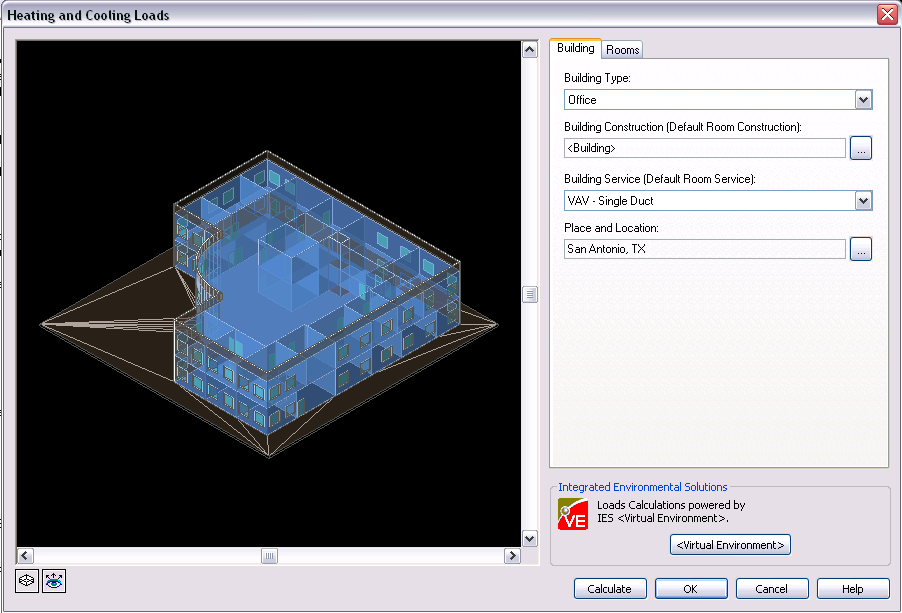 Heating and Cooling Loads
Building
Rooms
Building Type:
Office
Building Construction (Default Room Construction):
<Building>
...
Building Service (Default Room Service):
VAV - Single Duct
Place and Location:
San Antonio, TX
...
Integrated Environmental Solutions
VE
Loads Calculations powered by
IES <Virtual Environment>.
<Virtual Environment>
Calculate
OK
Cancel
Help